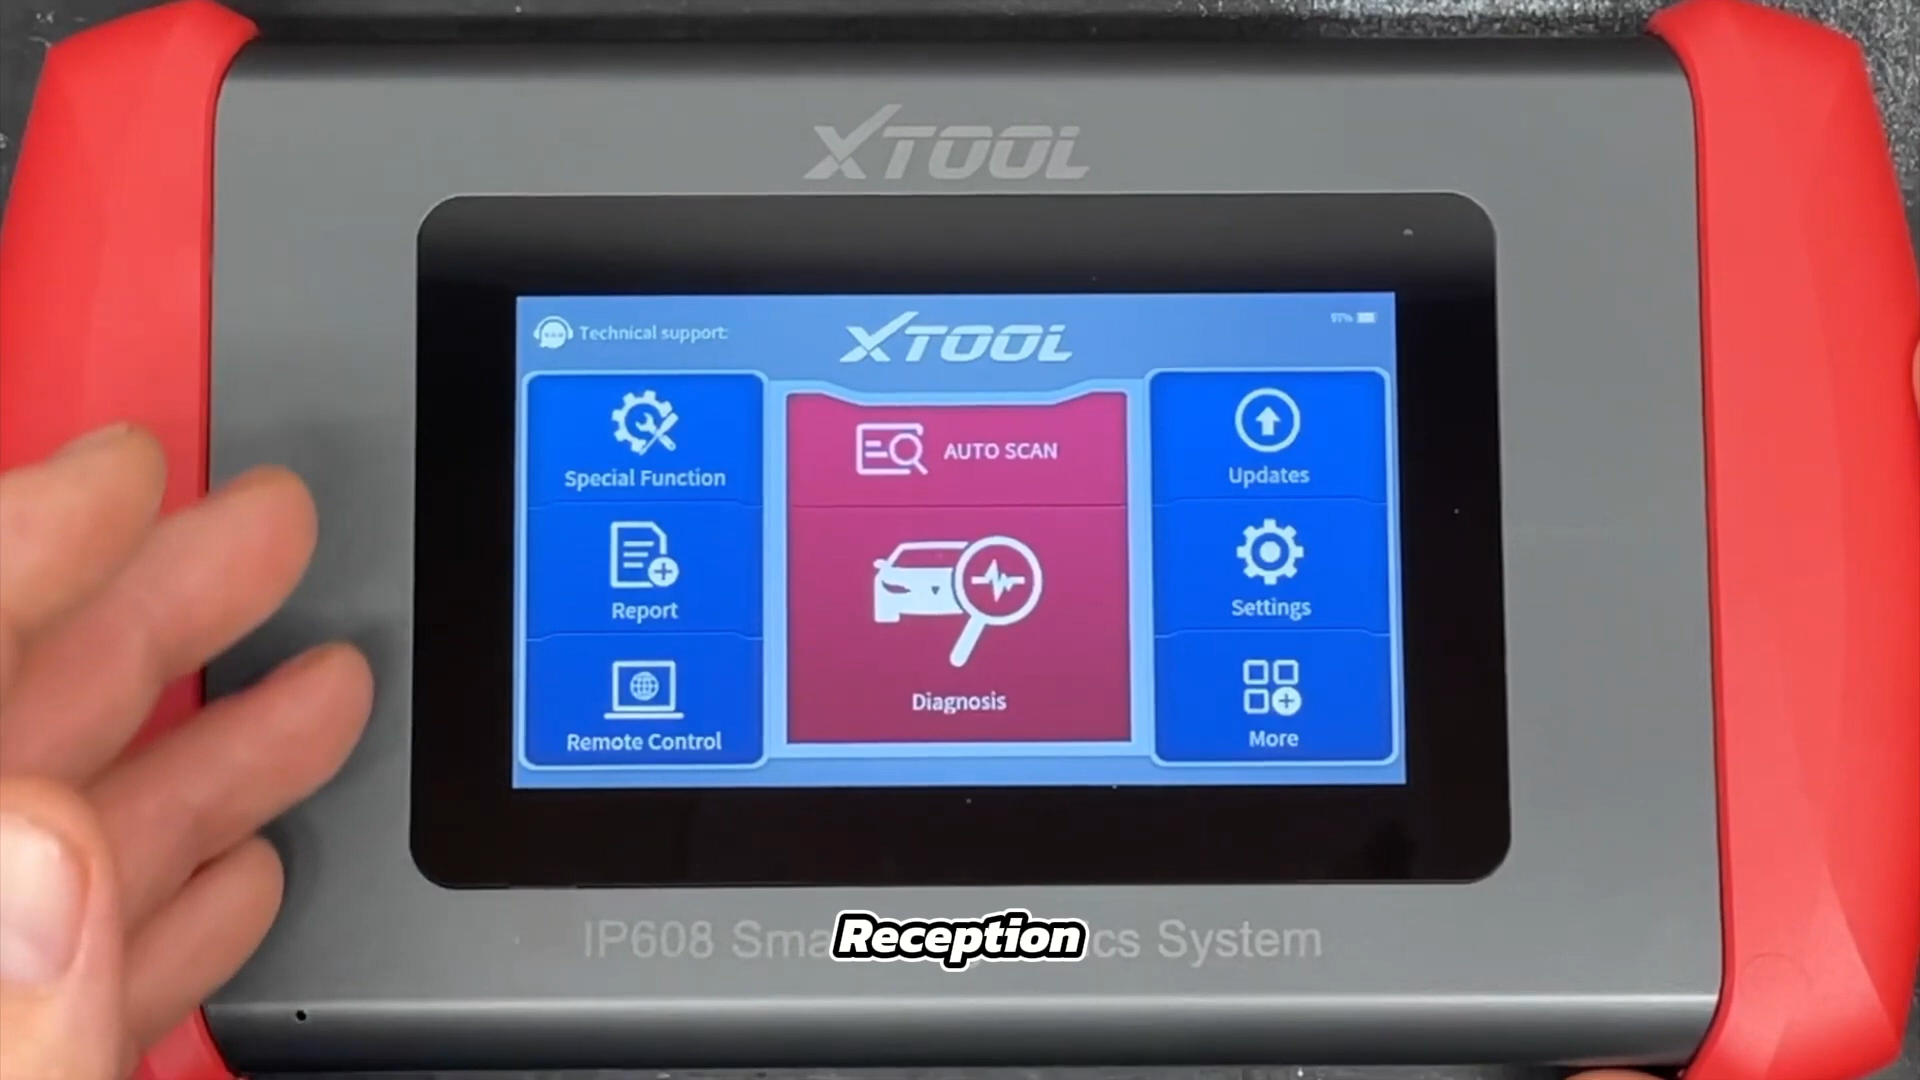 XTOOL
Technical support:
XTOOL
97%
Special Function
AUTO SCAN
Updates
Report
Settings
Diagnosis
Remote Control
More
IP608 Sma
Reception
cs System